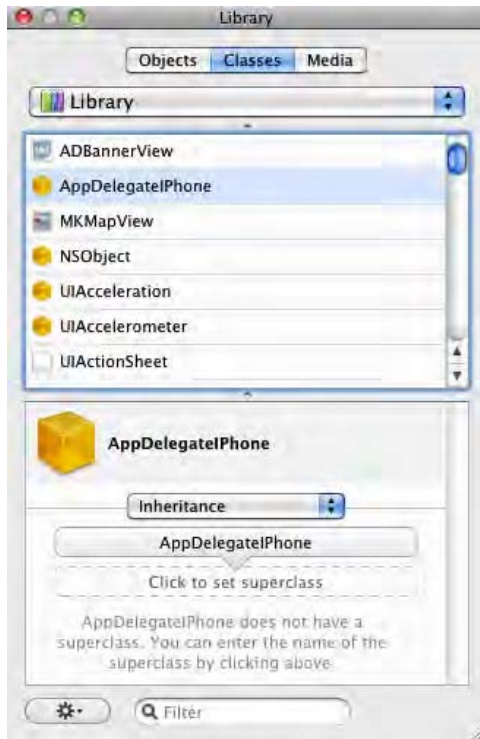 Library
Objects Classes Media
Library
ADBannerView
AppDelegateIPhone
MKMapView
NSObject
UIAcceleration
UIAccelerometer
UIActionSheet
AppDelegateIPhone
Inheritance
AppDelegateIPhone
Click to set superclass
AppDelegateIPhone does not have a
superclass. You can enter the name of the
superclass by clicking above
Filter